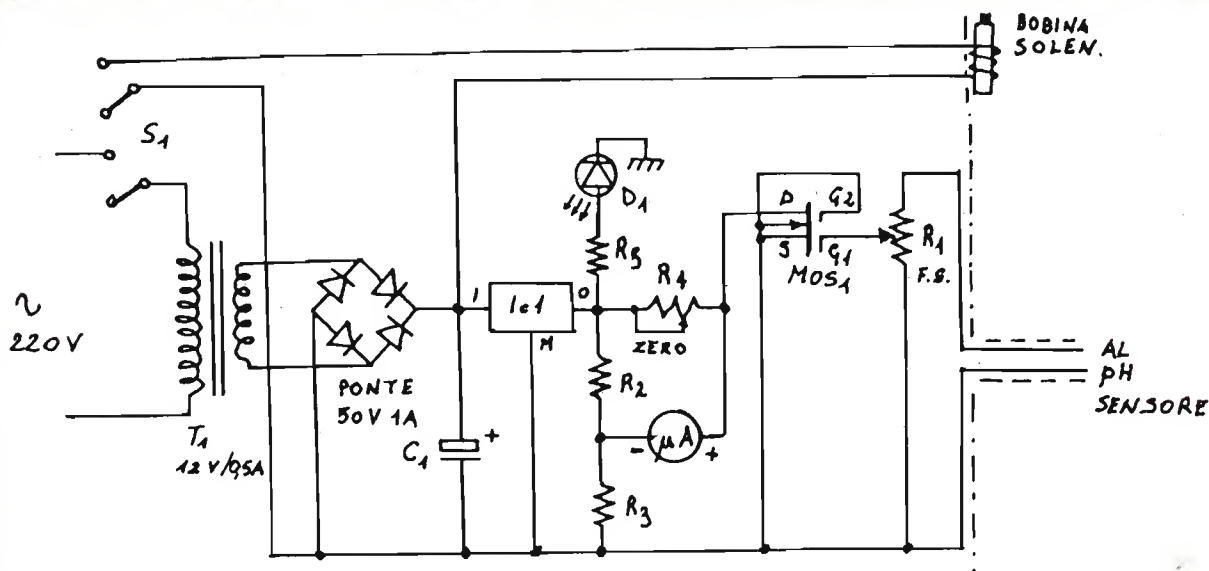 BOBINA
SOLEN.
S1
D1
D
G2
R5
R4
S
G1
MOS1
R1
F.S.
I
Ic1
O
M
ZERO
∿
220V
R2
AL
pH
SENSORE
PONTE
50V 1A
µA
-
+
T1
12V/0,5A
C1
+
R3